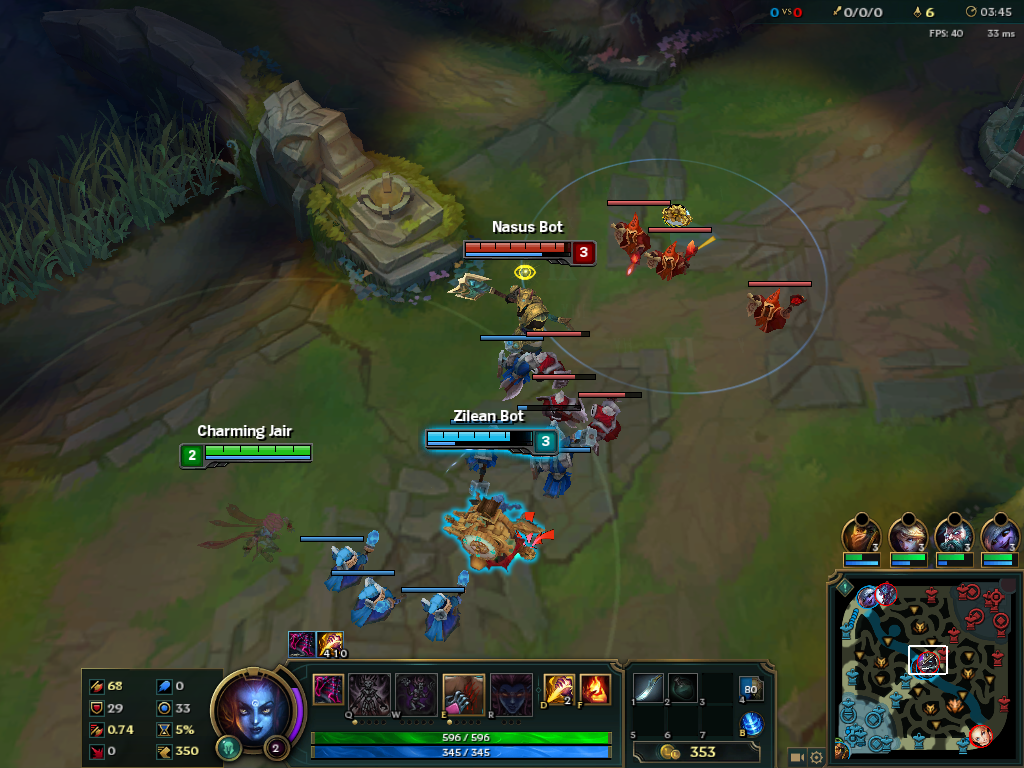 0 vs 0 0/0/0 6 03:45
FPS: 40 33 ms
Nasus Bot
3
Zilean Bot
3
Charming Jair
2
3 3 3 3
4 10
68 0
29 33
0.74 5%
0 350
2
Q W E R D 2 F
596 / 596
345 / 345
1 2 3 80 4
5 6 7 B
353